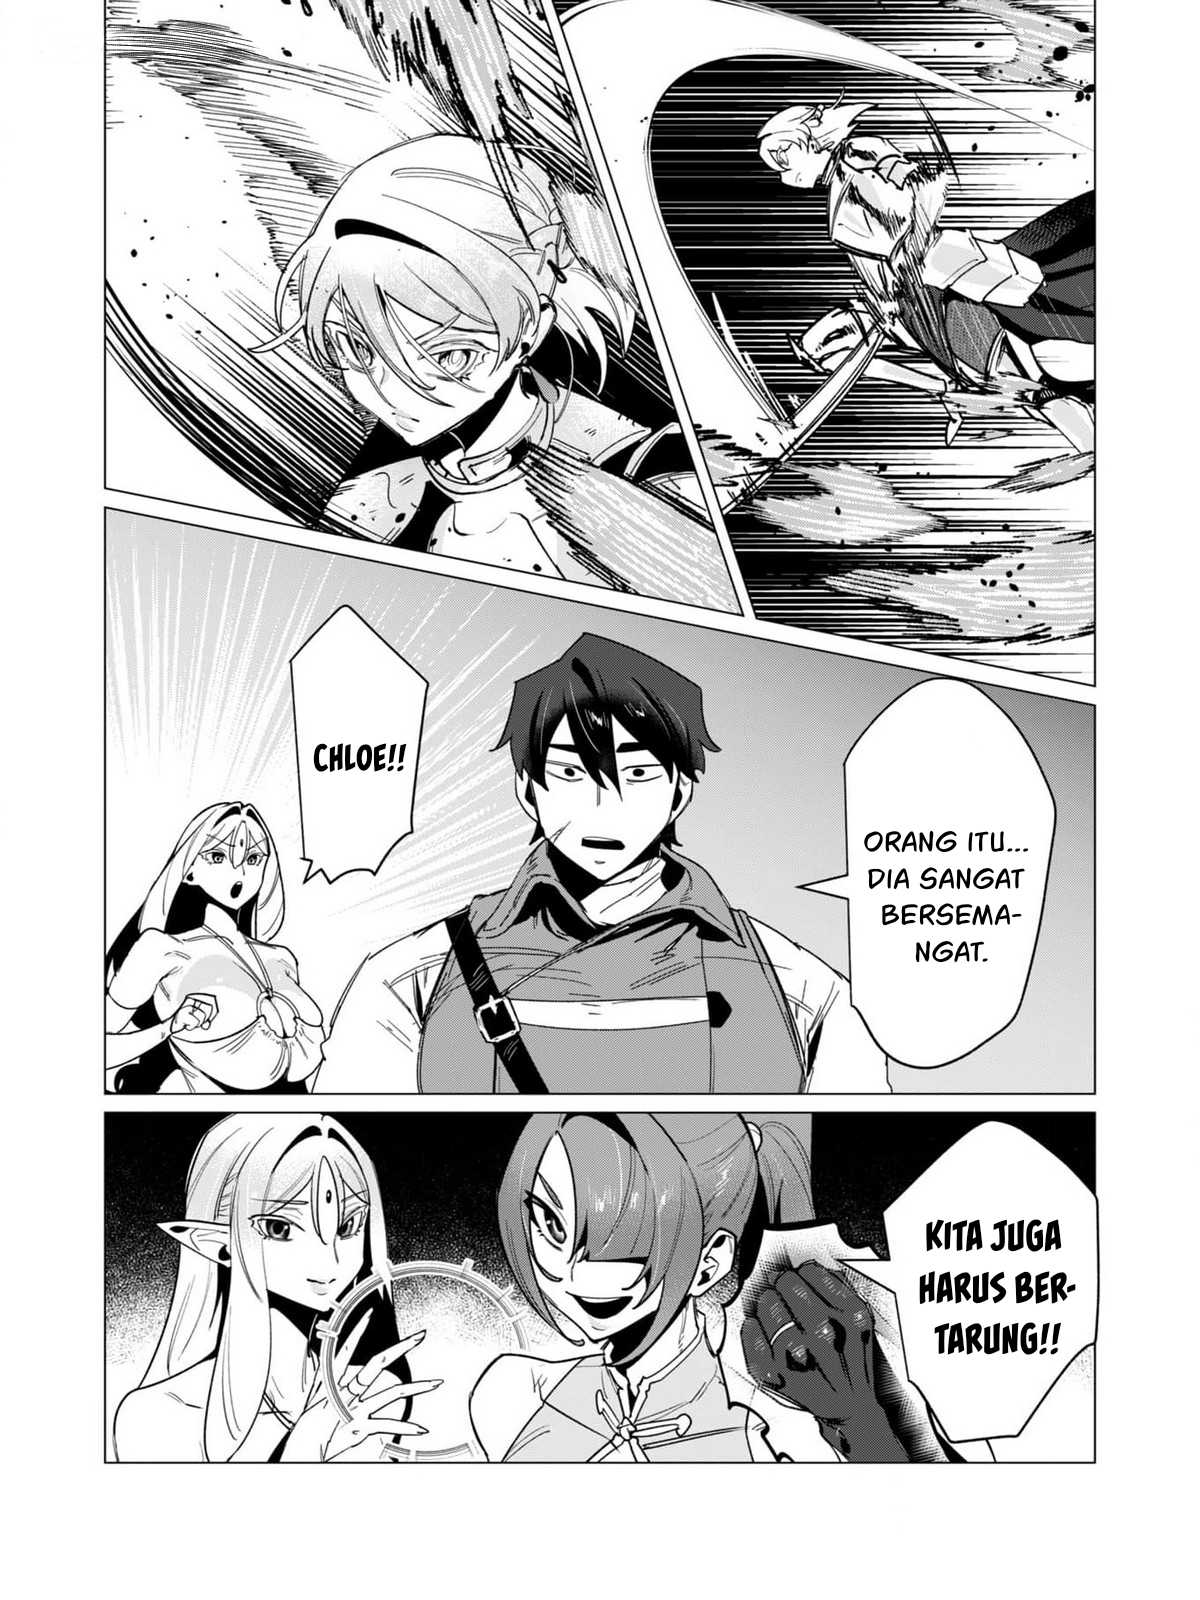 ORANG ITU...
DIA SANGAT
BERSEMA-
NGAT.
CHLOE!!
KITA JUGA
HARUS BER-
TARUNG!!